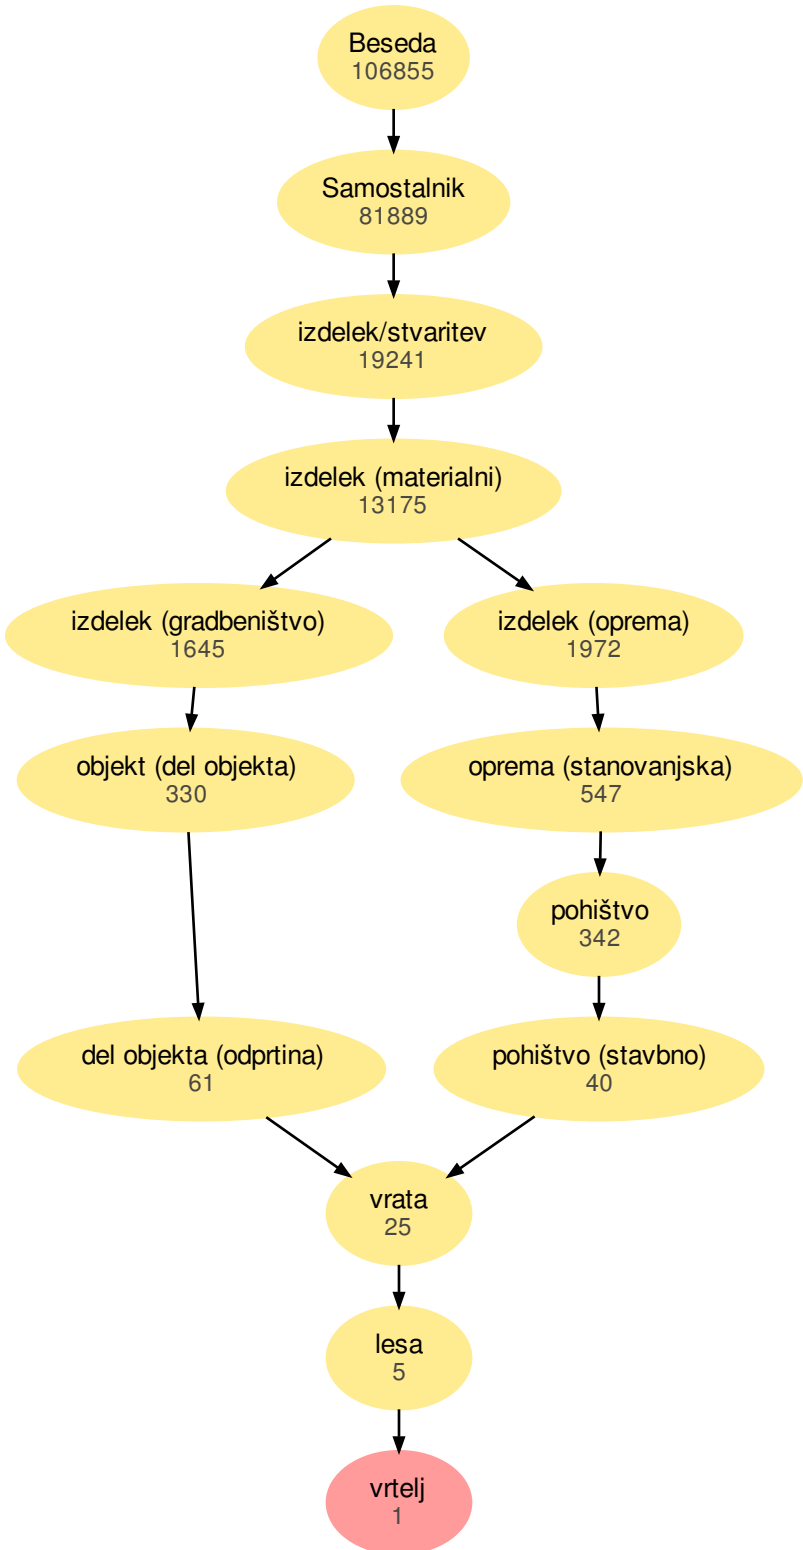 Beseda
106855
Samostalnik
81889
izdelek/stvaritev
19241
izdelek (materialni)
13175
izdelek (gradbeništvo)
1645
izdelek (oprema)
1972
objekt (del objekta)
330
oprema (stanovanjska)
547
pohištvo
342
del objekta (odprtina)
61
pohištvo (stavbno)
40
vrata
25
lesa
5
vrtelj
1